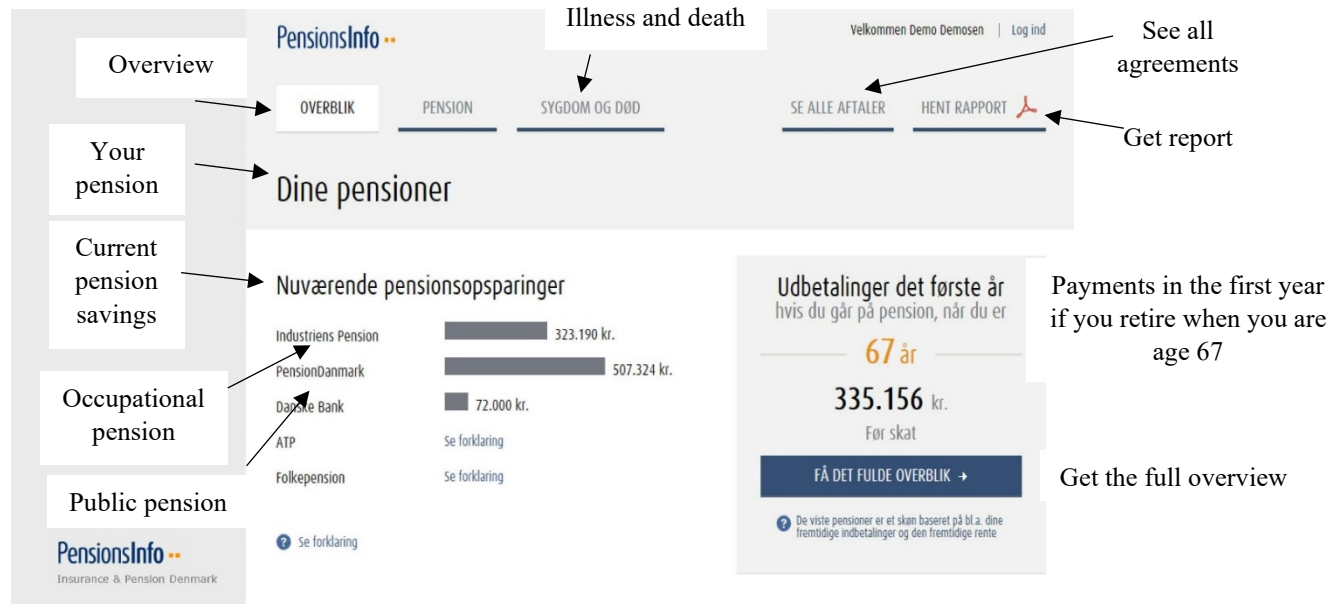 Illness and death
PensionsInfo
Velkommen Demo Demosen | Log ind
See all
agreements
Overview
OVERBLIK
PENSION
SYGDOM OG DØD
SE ALLE AFTALER
HENT RAPPORT
Get report
Your
pension
Dine pensioner
Current
pension
savings
Nuværende pensionsopsparinger
Industriens Pension
323.190 kr.
PensionDanmark
507.324 kr.
Danske Bank
72.000 kr.
ATP
Se forklaring
Folkepension
Se forklaring
? Se forklaring
Occupational
pension
Public pension
Udbetalinger det første år
hvis du går på pension, når du er
67 år
335.156 kr.
Før skat
FÅ DET FULDE OVERBLIK →
? De viste pensioner er et skøn baseret på bl.a. dine
fremtidige indbetalinger og den fremtidige rente
Payments in the first year
if you retire when you are
age 67
Get the full overview
PensionsInfo
Insurance & Pension Denmark